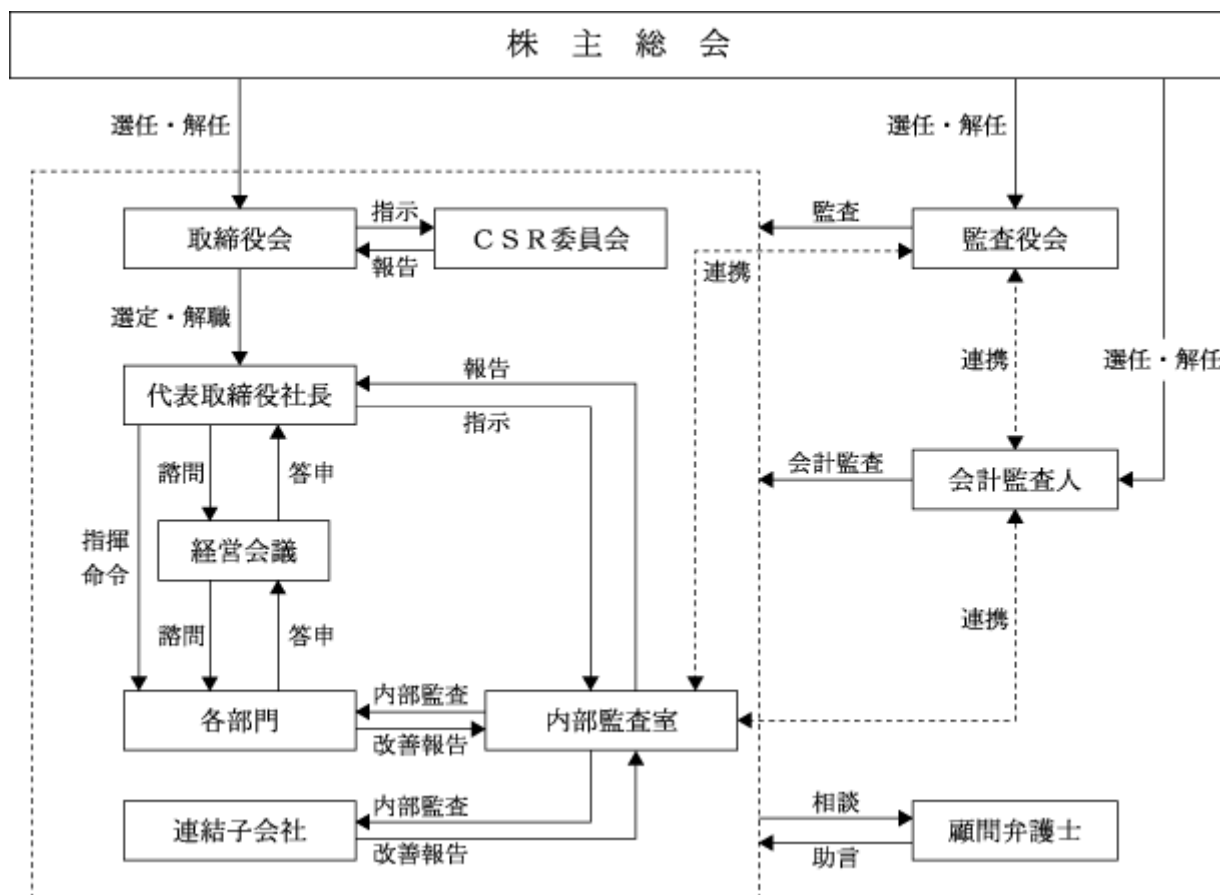 株主総会
選任・解任
選任・解任
取締役会
指示
報告
ＣＳＲ委員会
監査
監査役会
連携
選定・解職
連携
選任・解任
代表取締役社長
報告
指示
諮問
答申
会計監査
会計監査人
指揮
命令
経営会議
諮問
答申
連携
各部門
内部監査
改善報告
内部監査室
連結子会社
内部監査
改善報告
相談
助言
顧問弁護士